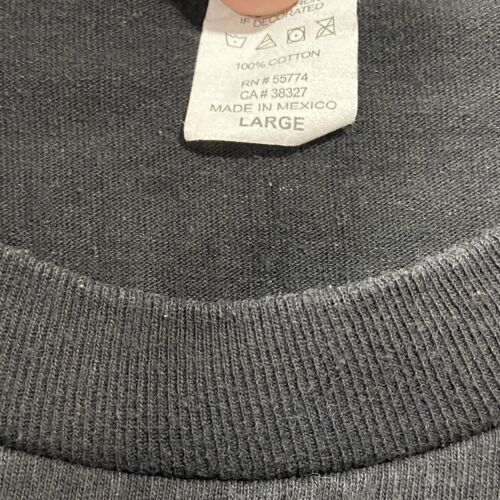 IF DECORATED
100% COTTON
RN # 55774
CA # 38327
MADE IN MEXICO
LARGE